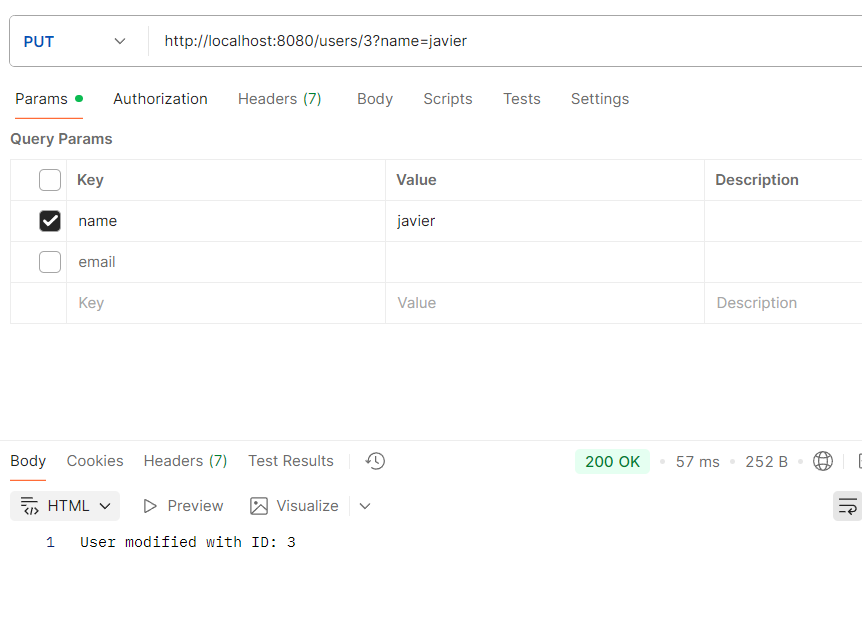 PUT http://localhost:8080/users/3?name=javier
Params Authorization Headers (7) Body Scripts Tests Settings
Query Params
Key Value Description
name javier
email
Key Value Description
Body Cookies Headers (7) Test Results 200 OK • 57 ms • 252 B •
HTML Preview Visualize
1 User modified with ID: 3